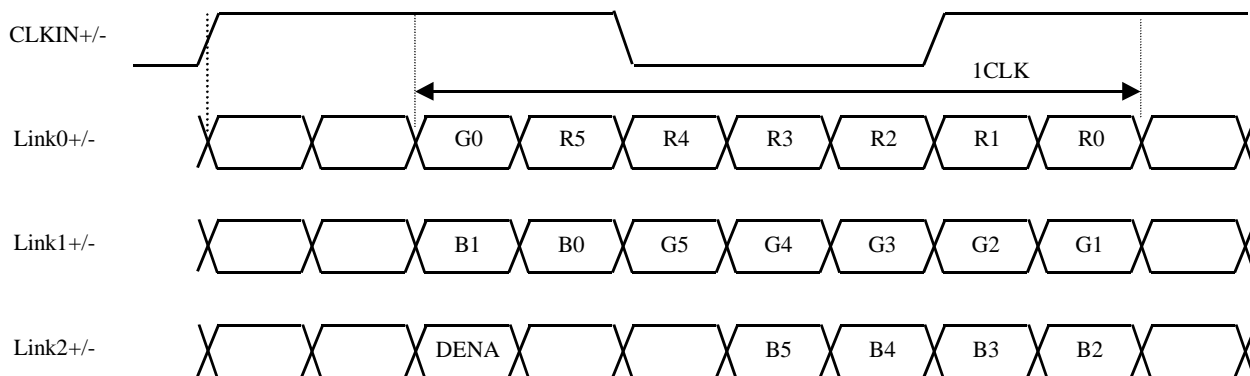 CLKIN+/-
1CLK
Link0+/- G0 R5 R4 R3 R2 R1 R0
Link1+/- B1 B0 G5 G4 G3 G2 G1
Link2+/- DENA B5 B4 B3 B2